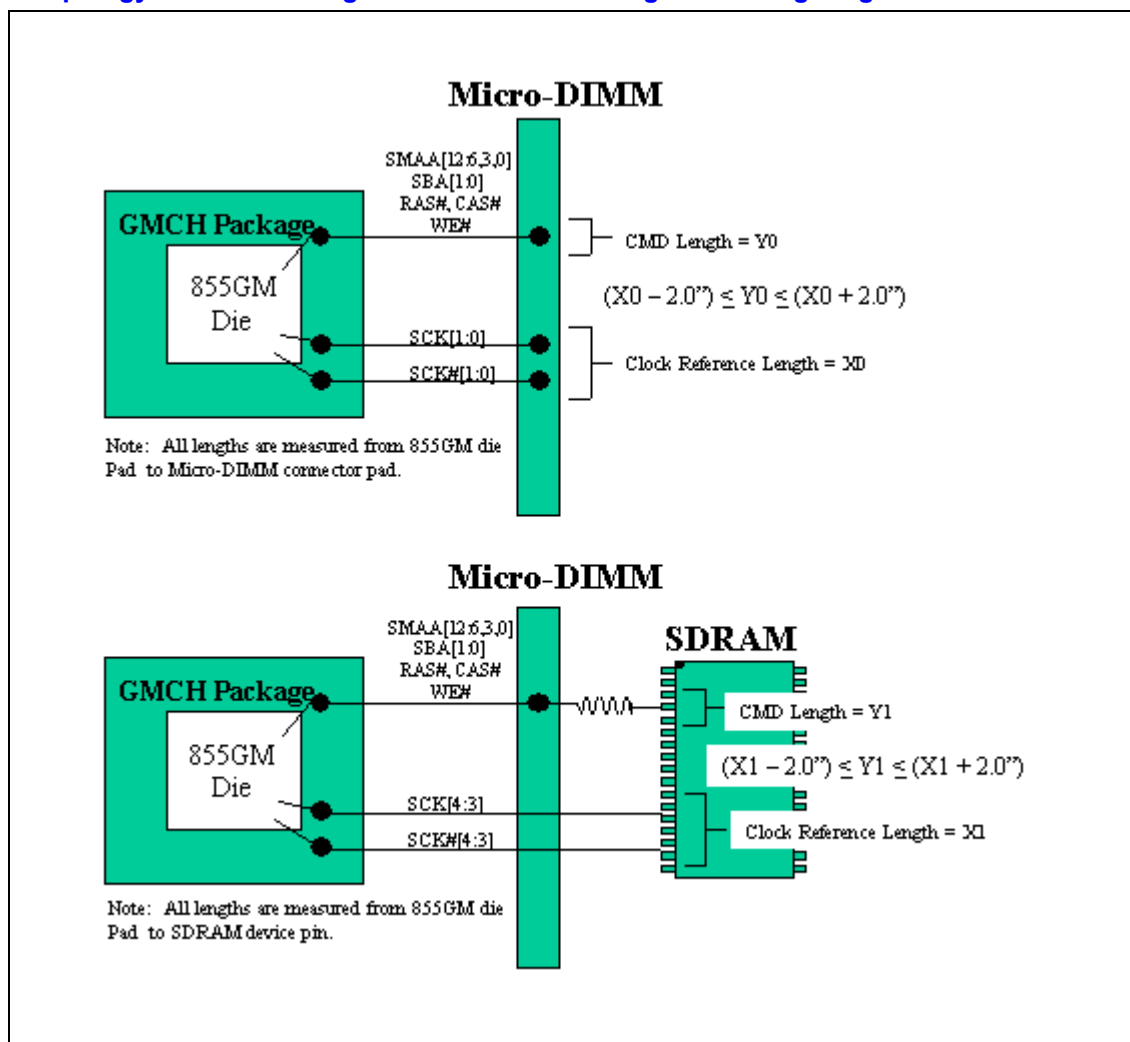 Micro-DIMM
SMAA[12:6,3,0]
SBA[1:0]
RAS#, CAS#
WE#
GMCH Package
CMD Length = Y0
855GM
Die
(X0 – 2.0”) ≤ Y0 ≤ (X0 + 2.0”)
SCK[1:0]
Clock Reference Length = X0
SCK#[1:0]
Note: All lengths are measured from 855GM die
Pad to Micro-DIMM connector pad.
Micro-DIMM
SMAA[12:6,3,0]
SBA[1:0]
RAS#, CAS#
WE#
SDRAM
GMCH Package
CMD Length = Y1
855GM
Die
(X1 – 2.0”) ≤ Y1 ≤ (X1 + 2.0”)
SCK[4:3]
Clock Reference Length = X1
SCK#[4:3]
Note: All lengths are measured from 855GM die
Pad to SDRAM device pin.